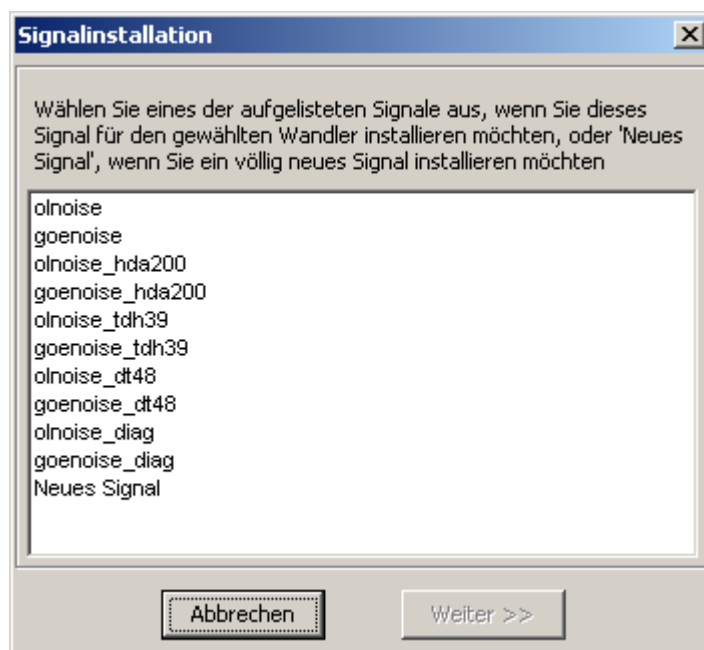 Signalinstallation
Wählen Sie eines der aufgelisteten Signale aus, wenn Sie dieses
Signal für den gewählten Wandler installieren möchten, oder 'Neues
Signal', wenn Sie ein völlig neues Signal installieren möchten
olnoise
goenoise
olnoise_hda200
goenoise_hda200
olnoise_tdh39
goenoise_tdh39
olnoise_dt48
goenoise_dt48
olnoise_diag
goenoise_diag
Neues Signal
Abbrechen
Weiter >>